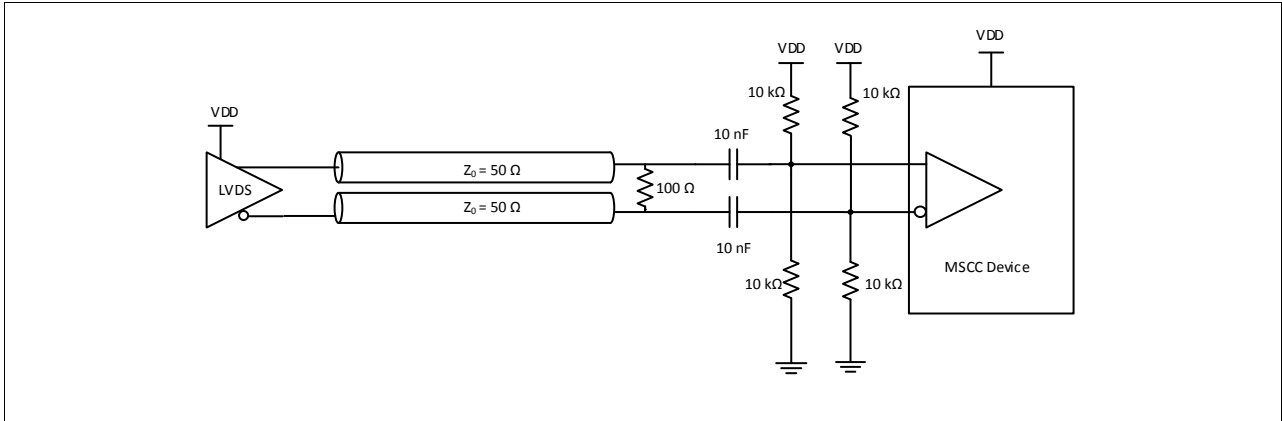 VDD
VDD
VDD
10 kΩ
10 kΩ
VDD
10 nF
LVDS
Z0 = 50 Ω
100 Ω
Z0 = 50 Ω
10 nF
MSCC Device
10 kΩ
10 kΩ